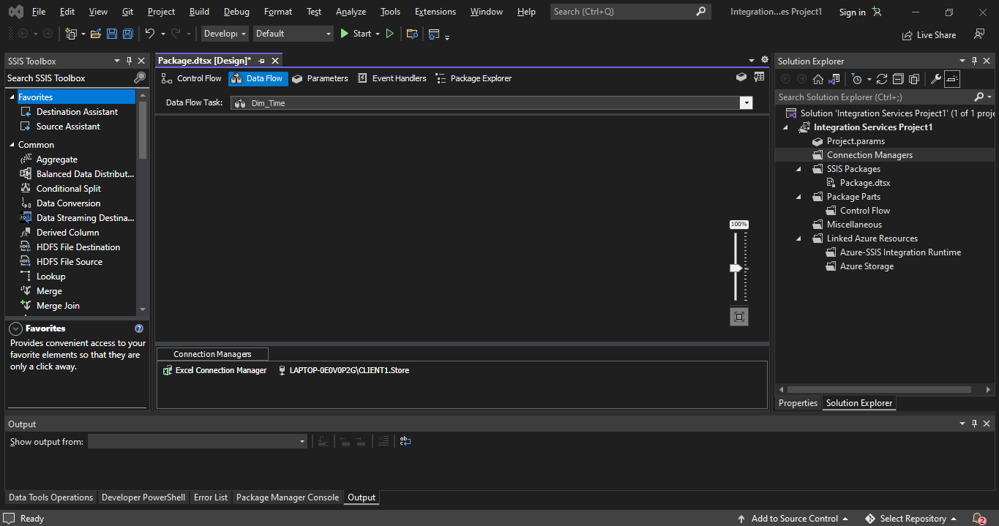 File Edit View Git Project Build Debug Format Test Analyze Tools Extensions Window Help Search (Ctrl+Q) Integration...es Project1 Sign in
Develop Default Start Live Share
SSIS Toolbox
Search SSIS Toolbox
Favorites
Destination Assistant
Source Assistant
Common
Aggregate
Balanced Data Distribut...
Conditional Split
Data Conversion
Data Streaming Destina...
Derived Column
HDFS File Destination
HDFS File Source
Lookup
Merge
Merge Join
Favorites
Provides convenient access to your
favorite elements so that they are
only a click away.
Package.dtsx [Design]*
Control Flow Data Flow Parameters Event Handlers Package Explorer
Data Flow Task: Dim_Time
100%
Connection Managers
Excel Connection Manager LAPTOP-0E0V0P2G\CLIENT1.Store
Solution Explorer
Search Solution Explorer (Ctrl+;)
Solution 'Integration Services Project1' (1 of 1 proje
Integration Services Project1
Project.params
Connection Managers
SSIS Packages
Package.dtsx
Package Parts
Control Flow
Miscellaneous
Linked Azure Resources
Azure-SSIS Integration Runtime
Azure Storage
Properties Solution Explorer
Output
Show output from:
Data Tools Operations Developer PowerShell Error List Package Manager Console Output
Ready Add to Source Control Select Repository 2